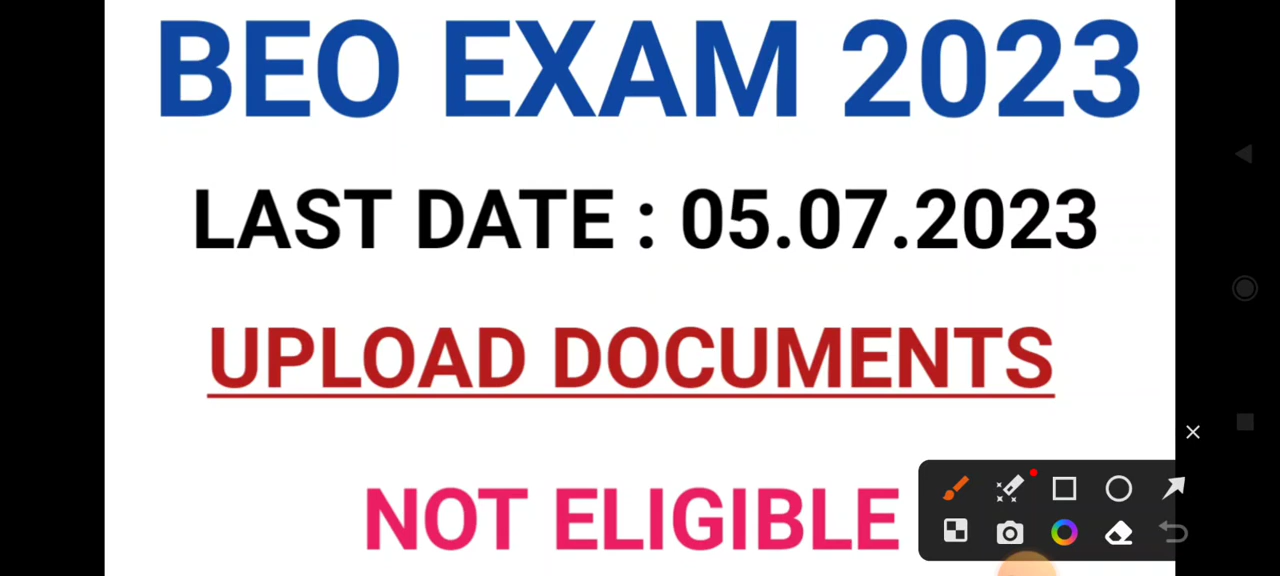 BEO EXAM 2023
LAST DATE : 05.07.2023
UPLOAD DOCUMENTS
NOT ELIGIBLE